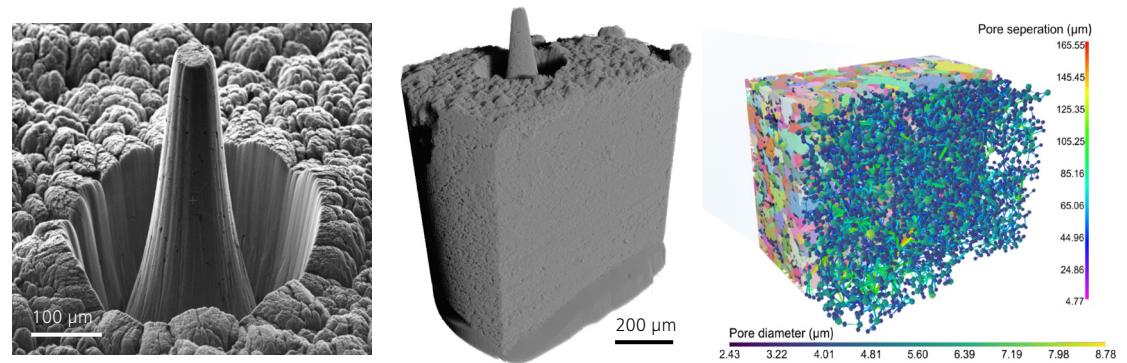 100 µm
200 µm
Pore seperation (µm)
165.55
145.45
125.35
105.25
85.16
65.06
44.96
24.86
4.77
Pore diameter (µm)
2.43 3.22 4.01 4.81 5.60 6.39 7.19 7.98 8.78